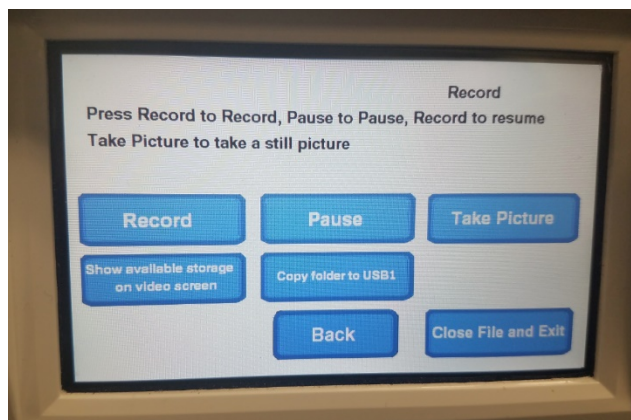 Record
Press Record to Record, Pause to Pause, Record to resume
Take Picture to take a still picture
Record
Pause
Take Picture
Show available storage
on video screen
Copy folder to USB1
Back
Close File and Exit